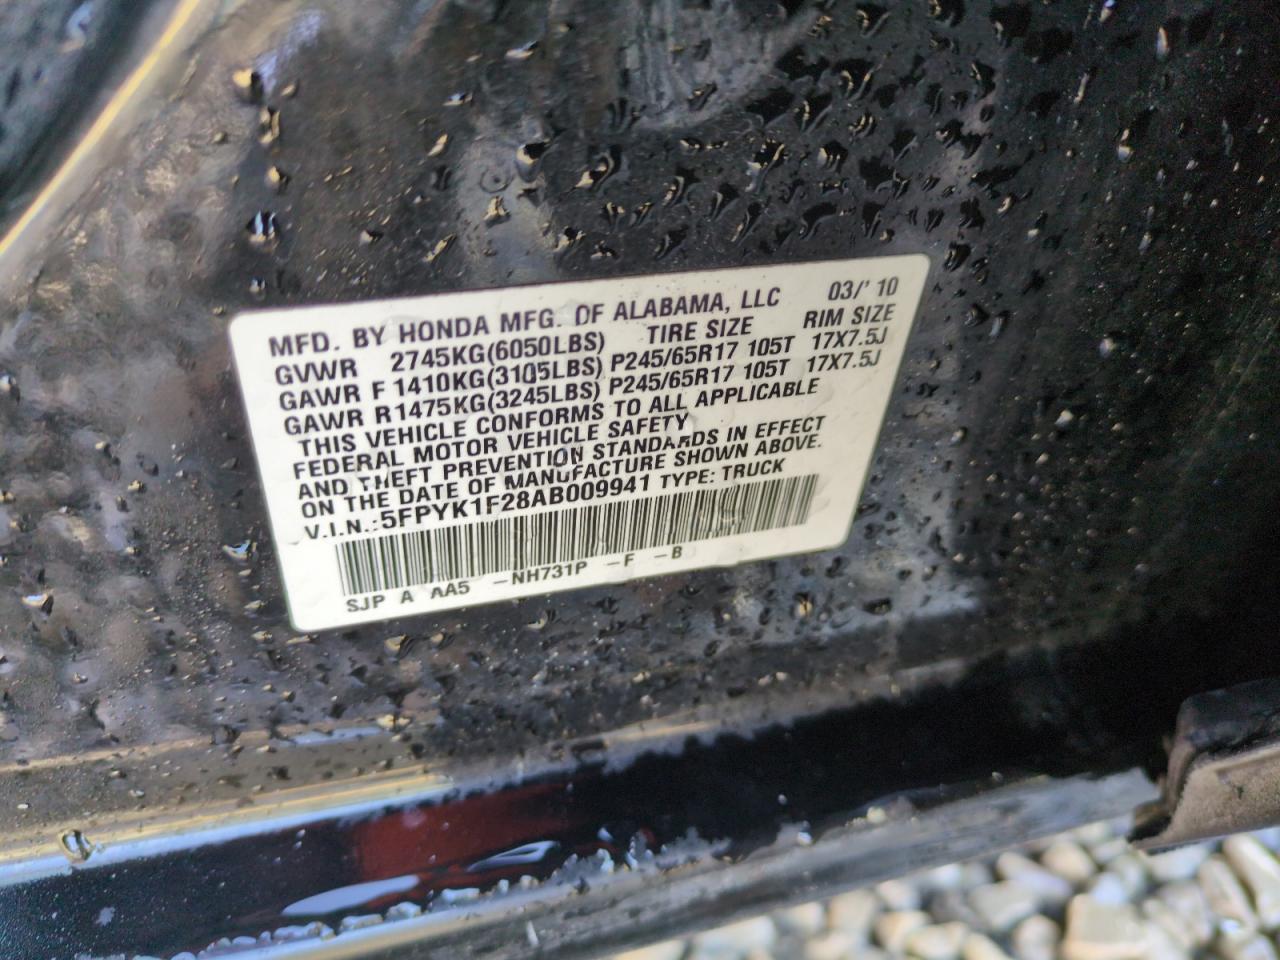 MFD. BY HONDA MFG. OF ALABAMA, LLC 03/'10
GVWR 2745KG(6050LBS) TIRE SIZE RIM SIZE
GAWR F 1410KG(3105LBS) P245/65R17 105T 17X7.5J
GAWR R1475KG(3245LBS) P245/65R17 105T 17X7.5J
THIS VEHICLE CONFORMS TO ALL APPLICABLE
FEDERAL MOTOR VEHICLE SAFETY
AND THEFT PREVENTION STANDARDS IN EFFECT
ON THE DATE OF MANUFACTURE SHOWN ABOVE.
V.I.N.:5FPYK1F28AB009941 TYPE: TRUCK
SJP A AA5 -NH731P -F -B